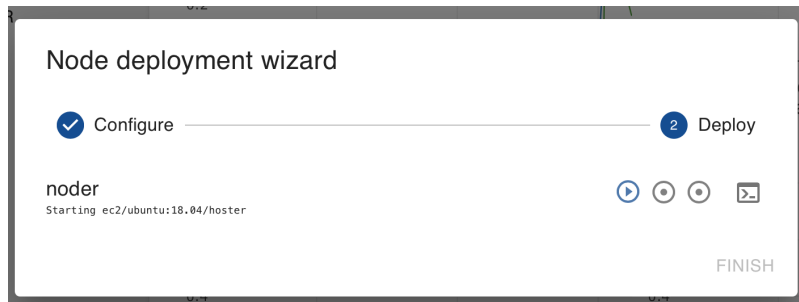 R
Node deployment wizard
Configure
2 Deploy
noder
Starting ec2/ubuntu:18.04/hoster
FINISH